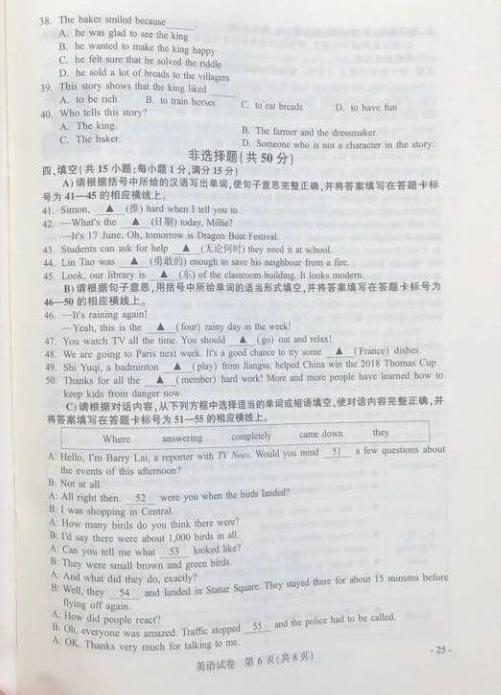 38. The baker smiled because ______.
A. he was glad to see the king
B. he wanted to make the king happy
C. he felt sure that he solved the riddle
D. he sold a lot of breads to the villagers
39. This story shows that the king liked ______
A. to be rich B. to train horses C. to eat breads D. to have fun
40. Who tells this story?
A. The king. B. The farmer and the dressmaker.
C. The baker. D. Someone who is not a character in the story.
非选择题(共 50 分)
四、填空(共 15 小题;每小题 1 分,满分 15 分)
A)请根据括号中所给的汉语写出单词,使句子意思完整正确,并将答案填写在答题卡标
号为 41—45 的相应横线上。
41. Simon, ▲ (推) hard when I tell you to.
42. —What's the ▲ (日期) today, Millie?
—It's 17 June. Oh, tomorrow is Dragon Boat Festival.
43. Students can ask for help ▲ (无论何时) they need it at school.
44. Lin Tao was ▲ (勇敢的) enough to save his neighbour from a fire.
45. Look, our library is ▲ (东) of the classroom building. It looks modern.
B)请根据句子意思,用括号中所给单词的适当形式填空,并将答案填写在答题卡标号为
46—50 的相应横线上。
46. —It's raining again!
—Yeah, this is the ▲ (four) rainy day in the week!
47. You watch TV all the time. You should ▲ (go) out and relax!
48. We are going to Paris next week. It's a good chance to try some ▲ (France) dishes.
49. Shi Yuqi, a badminton ▲ (play) from Jiangsu, helped China win the 2018 Thomas Cup.
50. Thanks for all the ▲ (member) hard work! More and more people have learned how to
keep kids from danger now.
C)请根据对话内容,从下列方框中选择适当的单词或短语填空,使对话内容完整正确,并
将答案填写在答题卡标号为 51—55 的相应横线上。
Where answering completely came down they
A: Hello, I'm Barry Lai, a reporter with TV News. Would you mind 51 a few questions about
the events of this afternoon?
B: Not at all.
A: All right then. 52 were you when the birds landed?
B: I was shopping in Central.
A: How many birds do you think there were?
B: I'd say there were about 1,000 birds in all.
A: Can you tell me what 53 looked like?
B: They were small brown and green birds.
A: And what did they do, exactly?
B: Well, they 54 and landed in Statue Square. They stayed there for about 15 minutes before
flying off again.
A: How did people react?
B: Oh, everyone was amazed. Traffic stopped 55 and the police had to be called.
A: OK. Thanks very much for talking to me.
英语试卷 第 6 页(共 8 页)
- 25 -